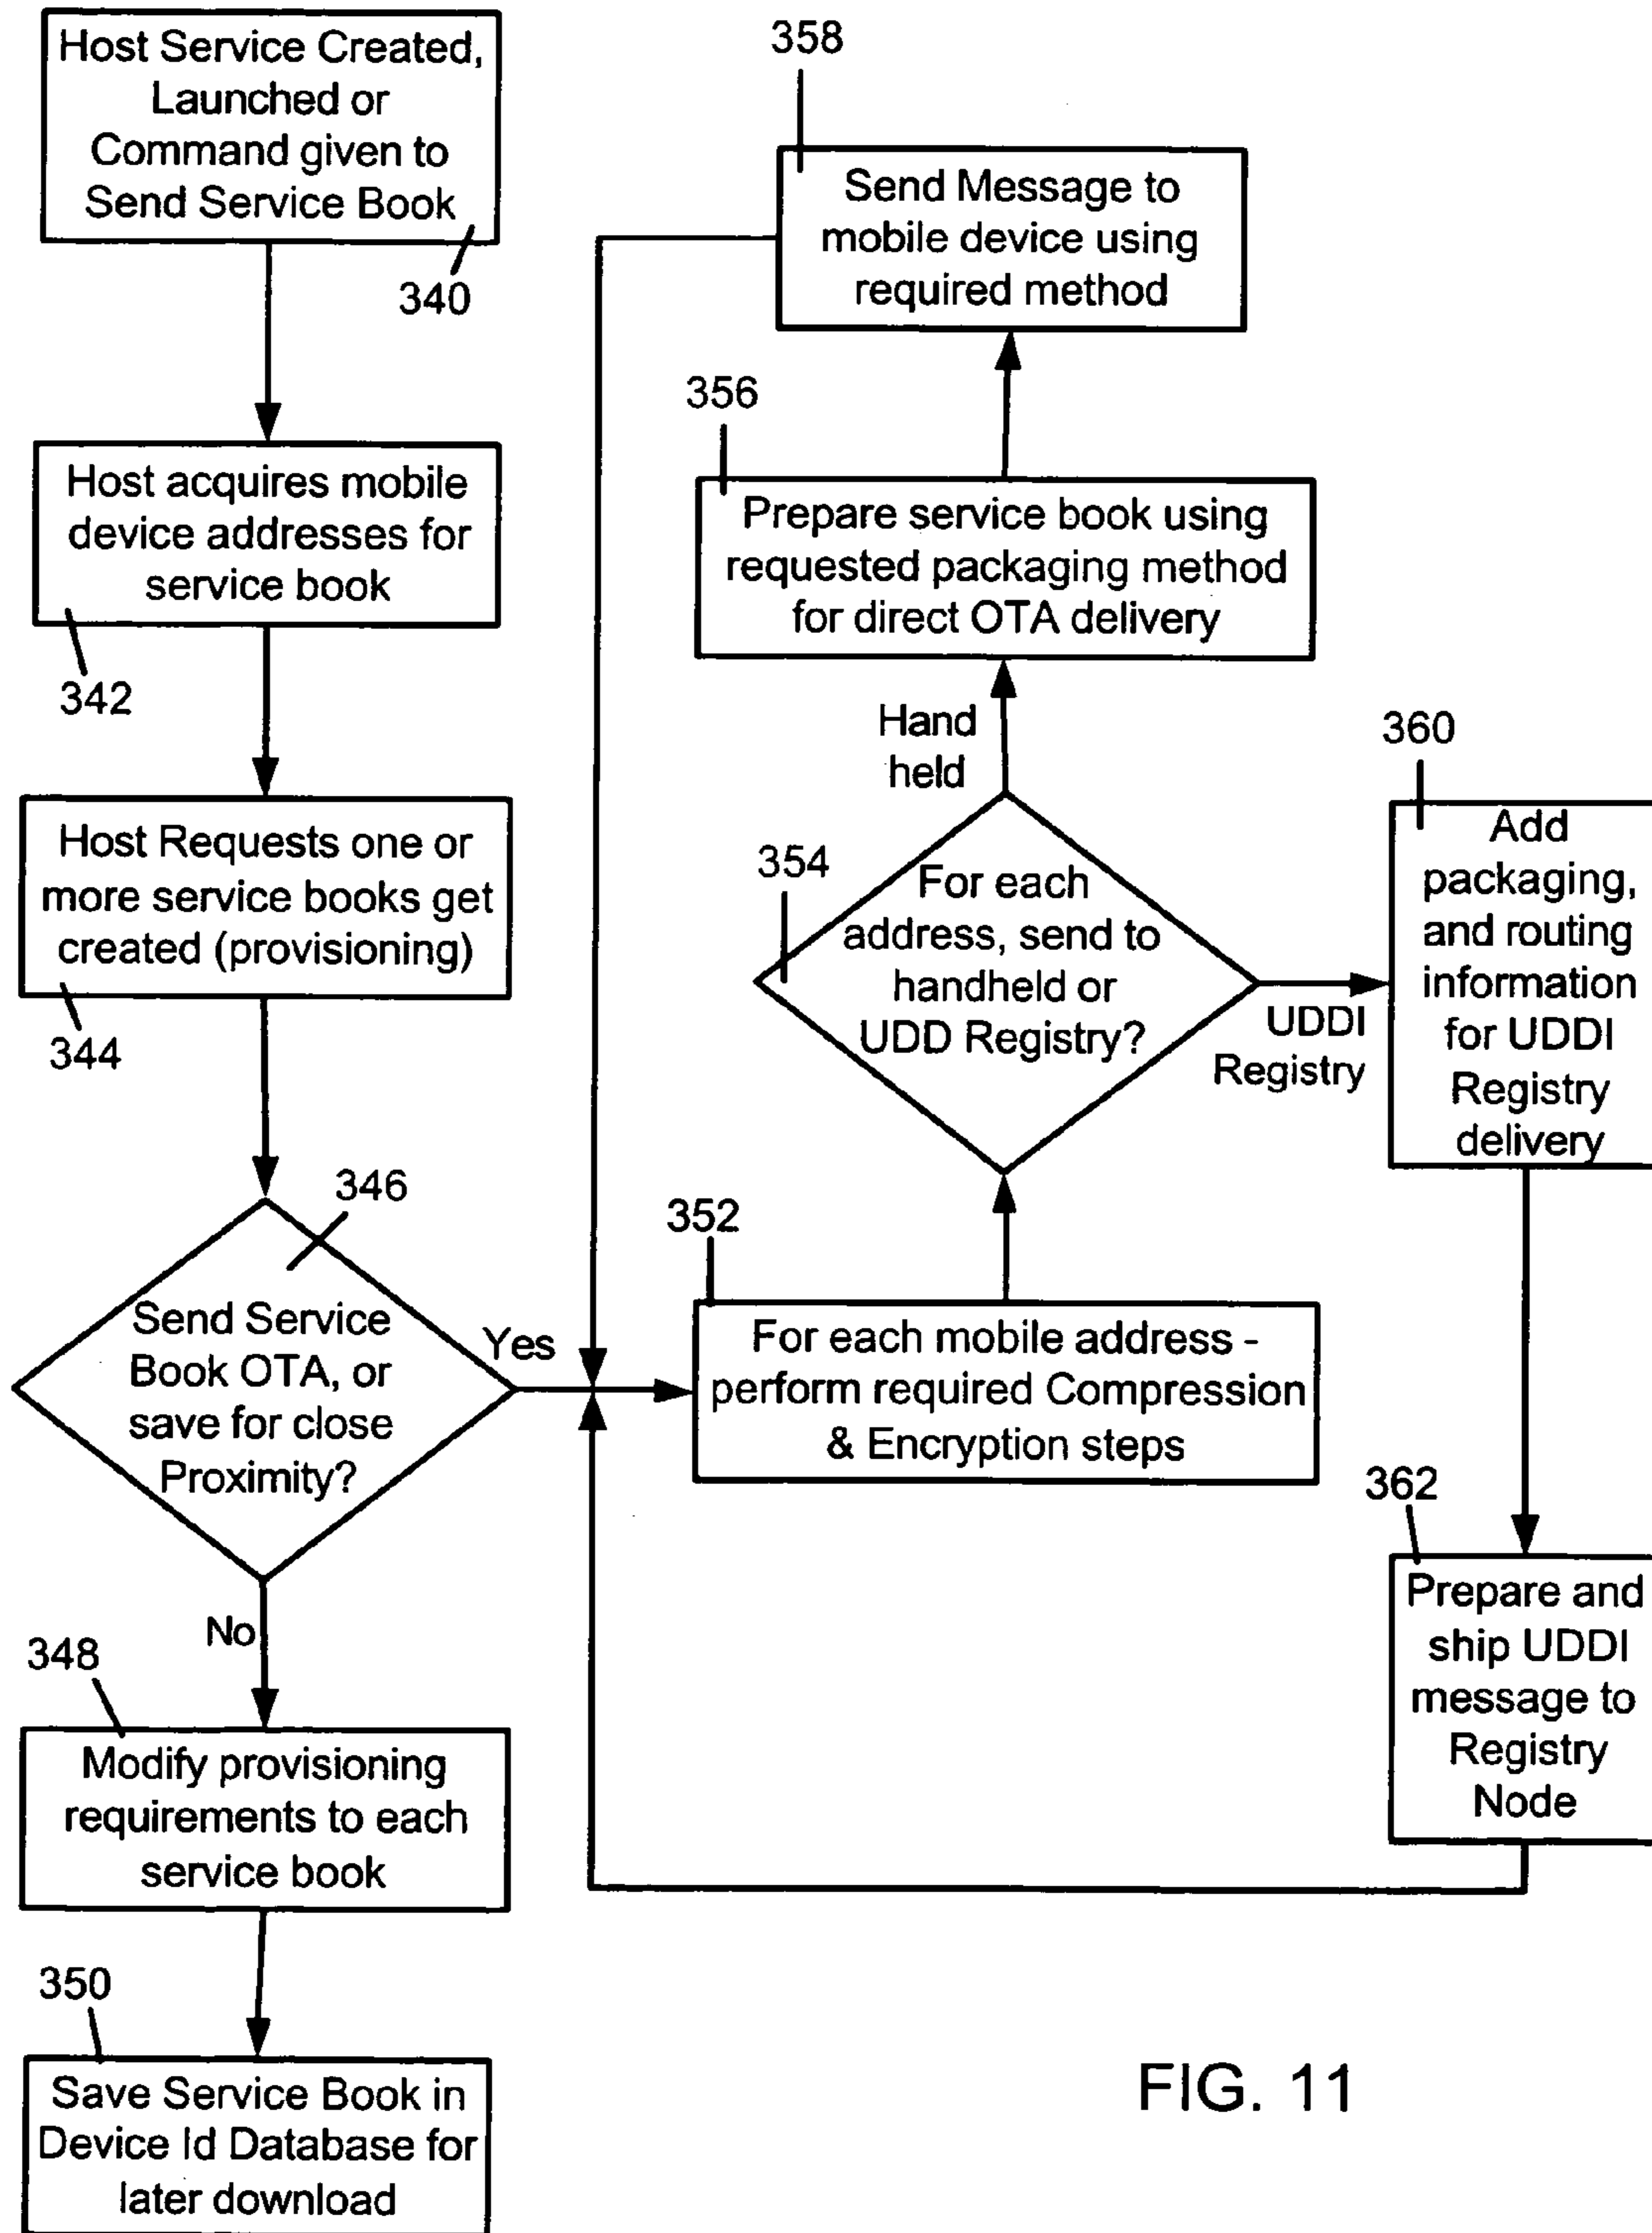 Host Service Created,
Launched or
Command given to
Send Service Book
340
Host acquires mobile
device addresses for
service book
342
Host Requests one or
more service books get
created (provisioning)
344
346
Send Service
Book OTA, or
save for close
Proximity?
Yes
No
348
Modify provisioning
requirements to each
service book
350
Save Service Book in
Device Id Database for
later download
358
Send Message to
mobile device using
required method
356
Prepare service book using
requested packaging method
for direct OTA delivery
Hand
held
354
For each
address, send to
handheld or
UDD Registry?
UDDI
Registry
352
For each mobile address -
perform required Compression
& Encryption steps
360
Add
packaging,
and routing
information
for UDDI
Registry
delivery
362
Prepare and
ship UDDI
message to
Registry
Node
FIG. 11